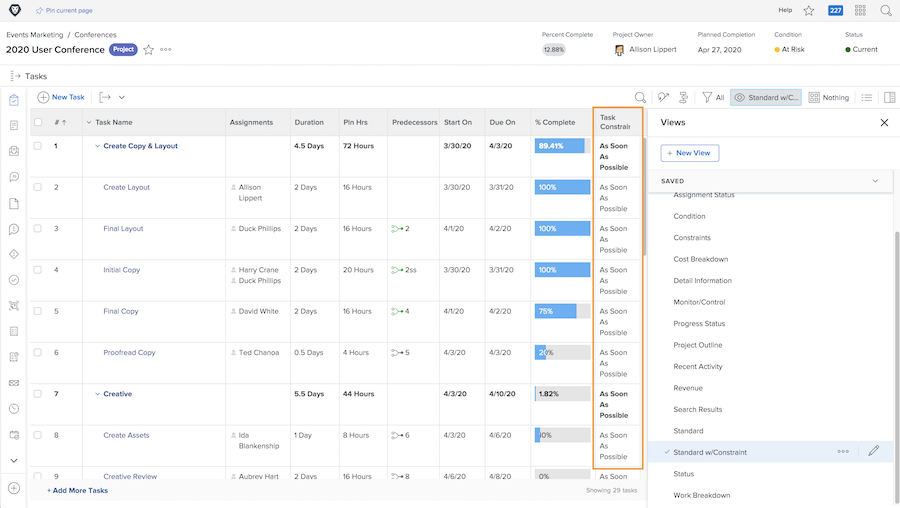 Pin current page
Help
227
Events Marketing / Conferences
2020 User Conference Project
Percent Complete
12.88%
Project Owner
Allison Lippert
Planned Completion
Apr 27, 2020
Condition
At Risk
Status
Current
Tasks
New Task
All
Standard w/C...
Nothing
# Task Name Assignments Duration Pln Hrs Predecessors Start On Due On % Complete Task
Constrain
1 Create Copy & Layout 4.5 Days 72 Hours 3/30/20 4/3/20 89.41% As Soon
As
Possible
2 Create Layout Allison 2 Days 16 Hours 3/30/20 3/31/20 100% As Soon
Lippert As
Possible
3 Final Layout Duck Phillips 2 Days 16 Hours 2 4/1/20 4/2/20 100% As Soon
As
Possible
4 Initial Copy Harry Crane 2 Days 20 Hours 2ss 3/30/20 3/31/20 100% As Soon
Duck Phillips As
Possible
5 Final Copy David White 2 Days 16 Hours 4 4/1/20 4/2/20 75% As Soon
As
Possible
6 Proofread Copy Ted Chanoa 0.5 Days 4 Hours 5 4/3/20 4/3/20 20% As Soon
As
Possible
7 Creative 5.5 Days 44 Hours 4/3/20 4/10/20 1.82% As Soon
As
Possible
8 Create Assets Ida 1 Day 8 Hours 6 4/3/20 4/6/20 As Soon
Blankenship As
Possible
9 Creative Review Aubrey Hart 2 Days 16 Hours 8 4/6/20 4/8/20 0% As Soon
+ Add More Tasks
Showing 29 tasks
Views
+ New View
SAVED
Assignment Status
Condition
Constraints
Cost Breakdown
Detail Information
Monitor/Control
Progress Status
Project Outline
Recent Activity
Revenue
Search Results
Standard
Standard w/Constraint
Status
Work Breakdown